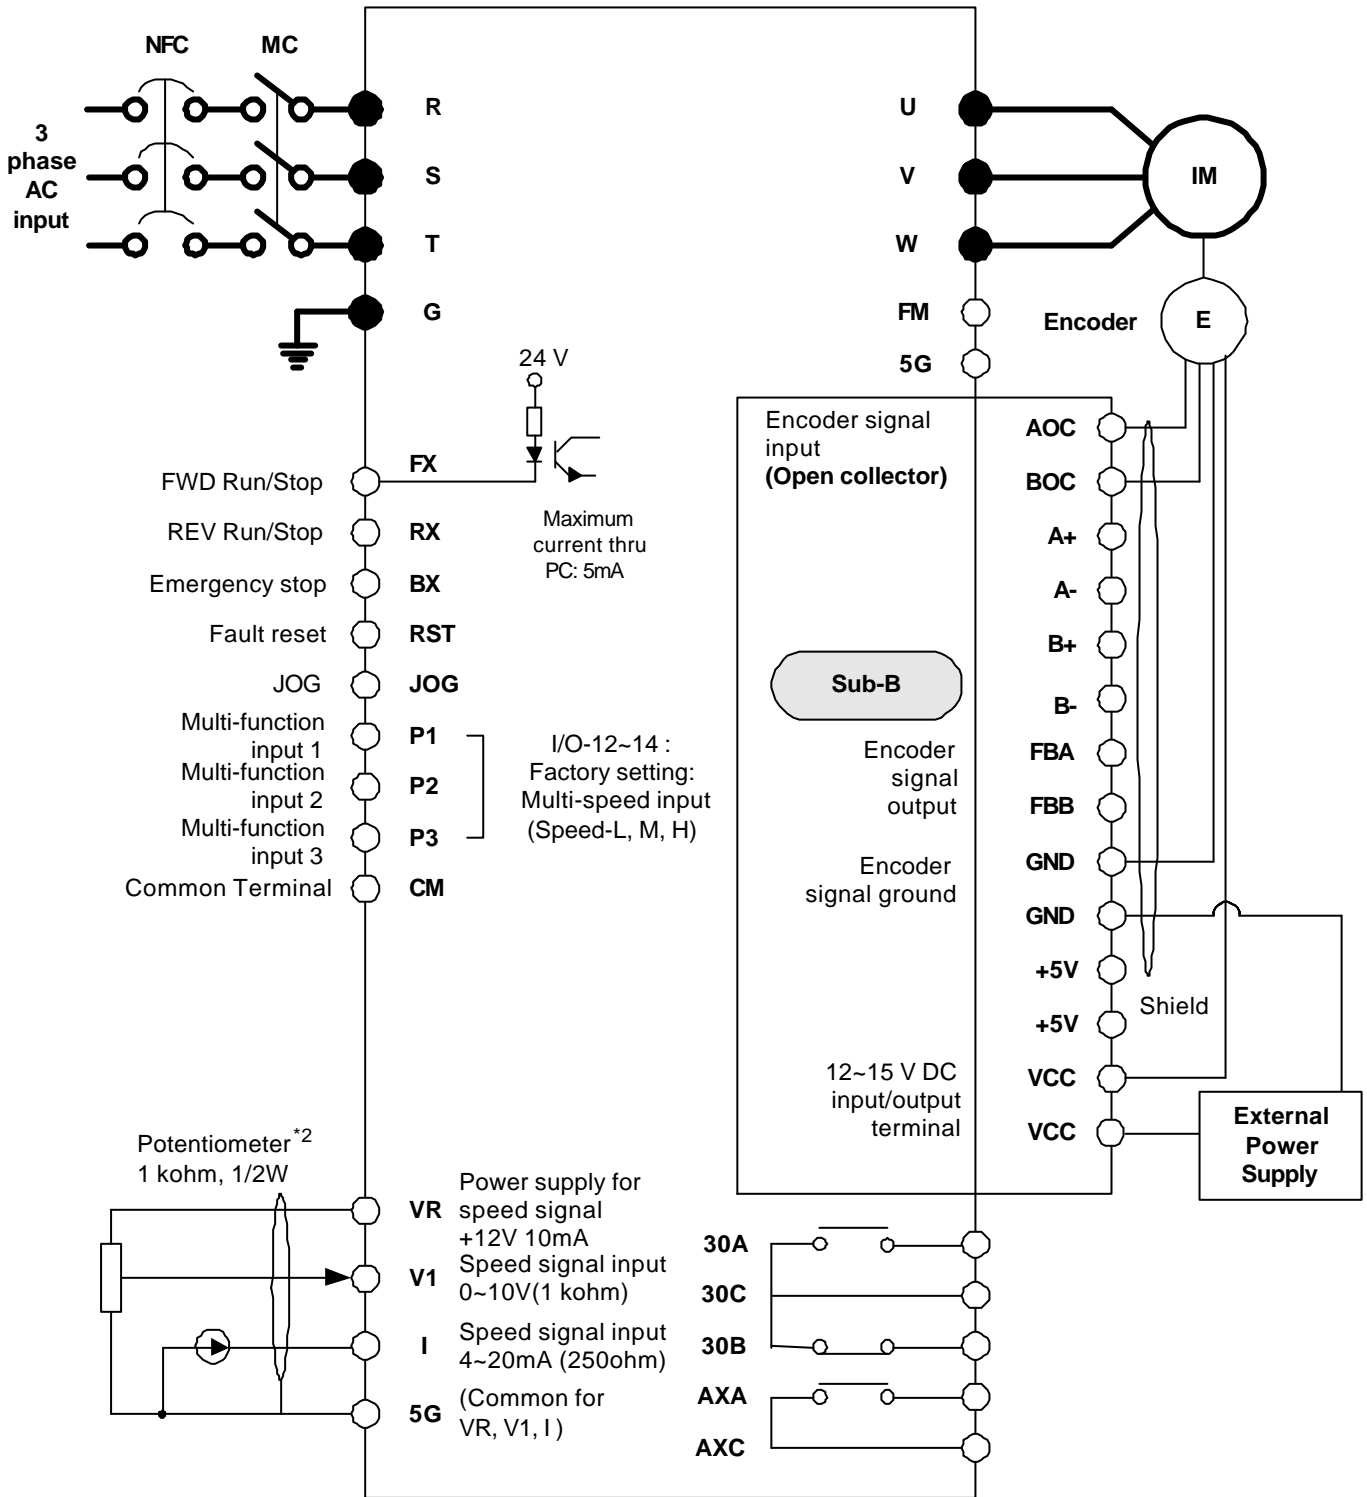 NFC MC
3
phase
AC
input
R
S
T
G
U
V
W
FM
5G
IM
Encoder
E
24 V
FX
FWD Run/Stop
REV Run/Stop
RX
Emergency stop
BX
Fault reset
RST
JOG
JOG
Maximum
current thru
PC: 5mA
Multi-function
input 1
P1
Multi-function
input 2
P2
Multi-function
input 3
P3
Common Terminal
CM
I/O-12~14 :
Factory setting:
Multi-speed input
(Speed-L, M, H)
Encoder signal
input
(Open collector)
Sub-B
Encoder
signal
output
Encoder
signal ground
12~15 V DC
input/output
terminal
AOC
BOC
A+
A-
B+
B-
FBA
FBB
GND
GND
+5V
+5V
VCC
VCC
Shield
External
Power
Supply
Potentiometer *2
1 kohm, 1/2W
VR
Power supply for
speed signal
+12V 10mA
V1
Speed signal input
0~10V(1 kohm)
I
Speed signal input
4~20mA (250ohm)
5G
(Common for
VR, V1, I )
30A
30C
30B
AXA
AXC